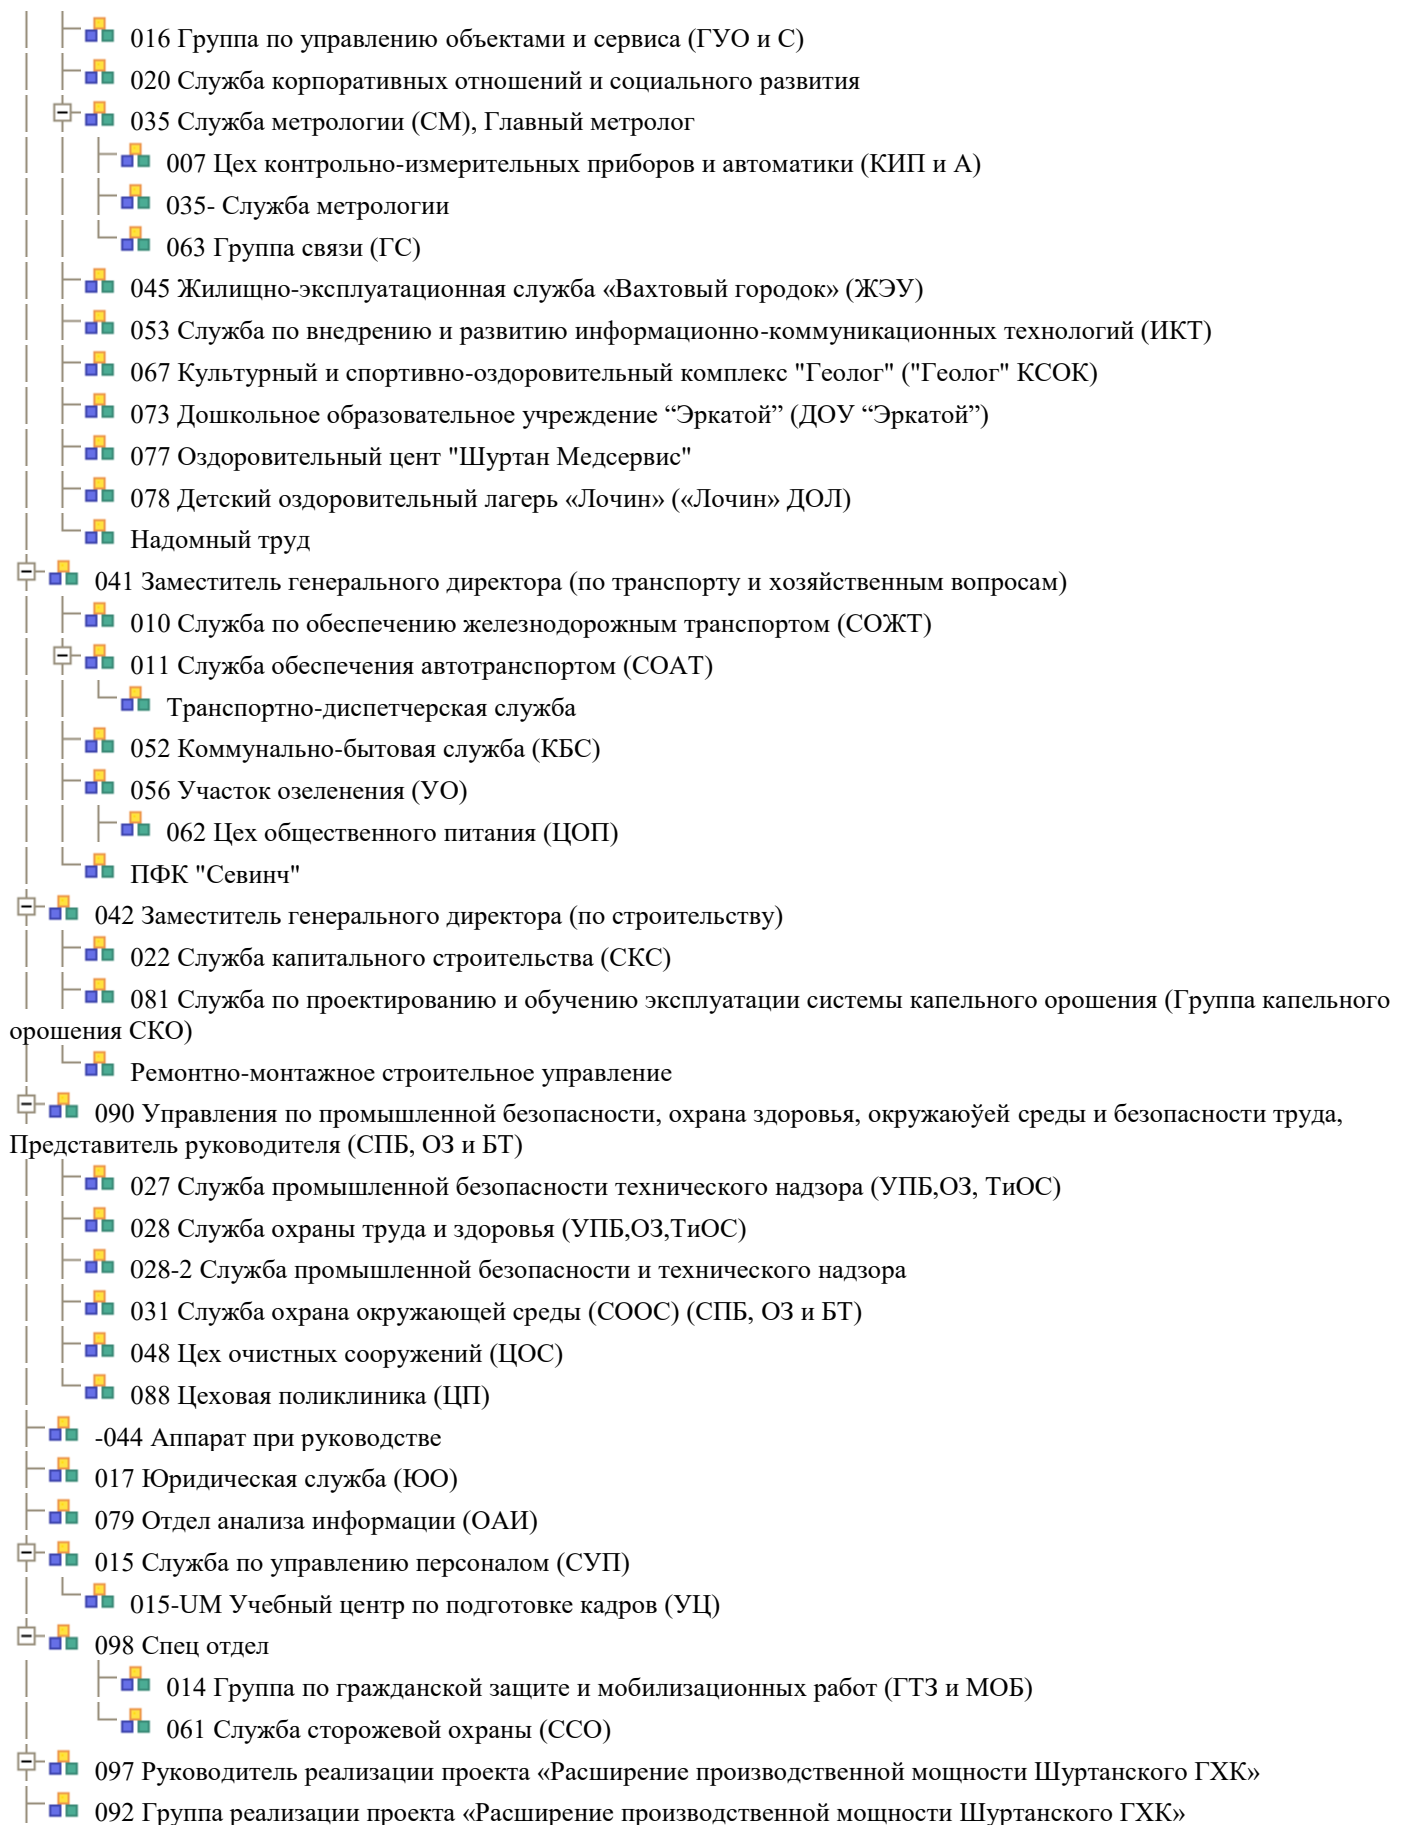 016 Группа по управлению объектами и сервиса (ГУО и С)
020 Служба корпоративных отношений и социального развития
035 Служба метрологии (СМ), Главный метролог
007 Цех контрольно-измерительных приборов и автоматики (КИП и А)
035- Служба метрологии
063 Группа связи (ГС)
045 Жилищно-эксплуатационная служба «Вахтовый городок» (ЖЭУ)
053 Служба по внедрению и развитию информационно-коммуникационных технологий (ИКТ)
067 Культурный и спортивно-оздоровительный комплекс "Геолог" ("Геолог" КСОК)
073 Дошкольное образовательное учреждение “Эркатой” (ДОУ “Эркатой”)
077 Оздоровительный цент "Шуртан Медсервис"
078 Детский оздоровительный лагерь «Лочин» («Лочин» ДОЛ)
Надомный труд
041 Заместитель генерального директора (по транспорту и хозяйственным вопросам)
010 Служба по обеспечению железнодорожным транспортом (СОЖТ)
011 Служба обеспечения автотранспортом (СОАТ)
Транспортно-диспетчерская служба
052 Коммунально-бытовая служба (КБС)
056 Участок озеленения (УО)
062 Цех общественного питания (ЦОП)
ПФК "Севинч"
042 Заместитель генерального директора (по строительству)
022 Служба капитального строительства (СКС)
081 Служба по проектированию и обучению эксплуатации системы капельного орошения (Группа капельного
орошения СКО)
Ремонтно-монтажное строительное управление
090 Управления по промышленной безопасности, охрана здоровья, окружаюўей среды и безопасности труда,
Представитель руководителя (СПБ, ОЗ и БТ)
027 Служба промышленной безопасности технического надзора (УПБ,ОЗ, ТиОС)
028 Служба охраны труда и здоровья (УПБ,ОЗ,ТиОС)
028-2 Служба промышленной безопасности и технического надзора
031 Служба охрана окружающей среды (СООС) (СПБ, ОЗ и БТ)
048 Цех очистных сооружений (ЦОС)
088 Цеховая поликлиника (ЦП)
-044 Аппарат при руководстве
017 Юридическая служба (ЮО)
079 Отдел анализа информации (ОАИ)
015 Служба по управлению персоналом (СУП)
015-UM Учебный центр по подготовке кадров (УЦ)
098 Спец отдел
014 Группа по гражданской защите и мобилизационных работ (ГТЗ и МОБ)
061 Служба сторожевой охраны (ССО)
097 Руководитель реализации проекта «Расширение производственной мощности Шуртанского ГХК»
092 Группа реализации проекта «Расширение производственной мощности Шуртанского ГХК»